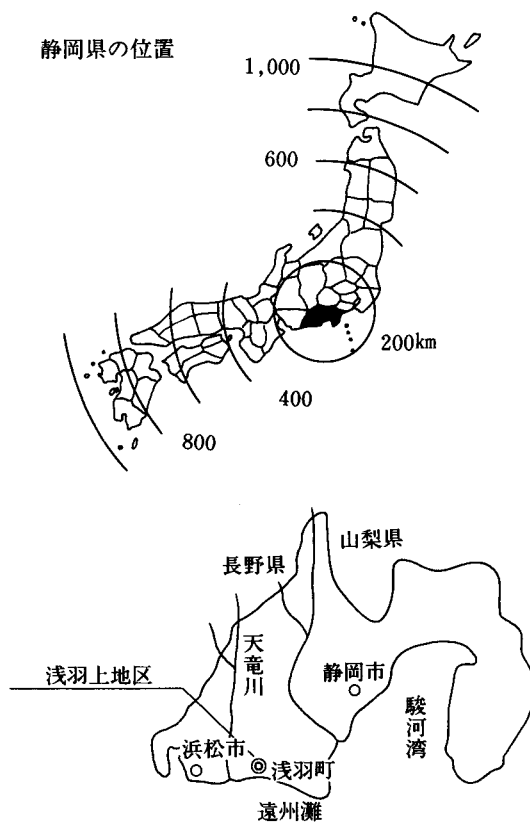 静岡県の位置
1,000
600
200km
400
800
山梨県
長野県
天竜川
浅羽上地区
静岡市
駿河湾
浜松市
浅羽町
遠州灘